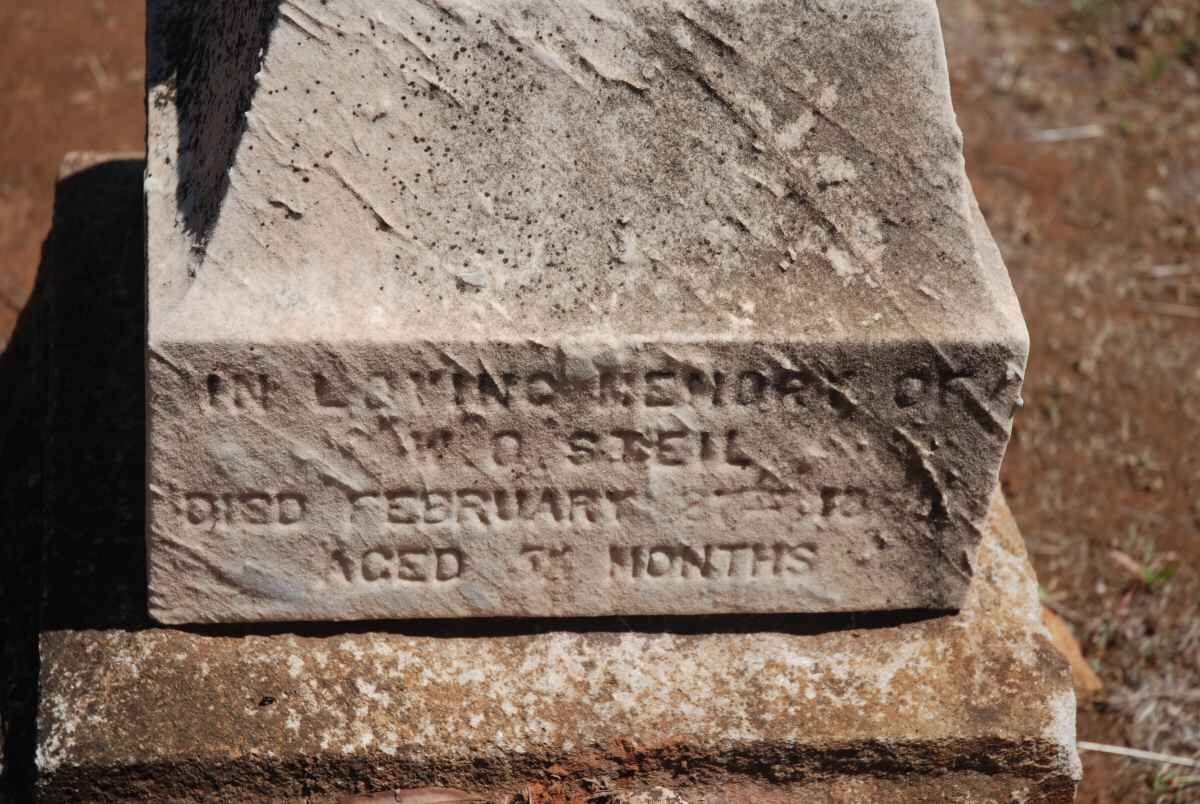 IN LOVING MEMORY OF
W. O. STEIL
DIED FEBRUARY
AGED MONTHS